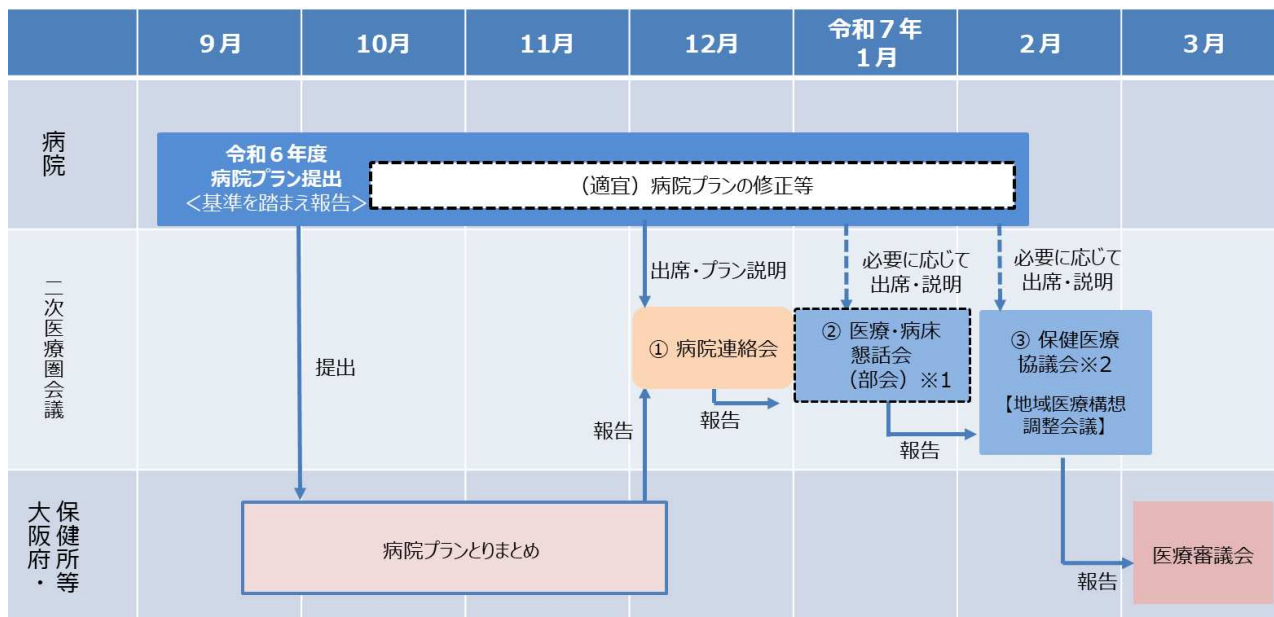 9月
10月
11月
12月
令和7年
1月
2月
3月
病院
令和6年度
病院プラン提出
＜基準を踏まえ報告＞
（適宜）病院プランの修正等
二次医療圏会議
提出
出席・プラン説明
必要に応じて
出席・説明
必要に応じて
出席・説明
① 病院連絡会
② 医療・病床
懇話会
（部会）※1
③ 保健医療
協議会※2
【地域医療構想
調整会議】
報告
報告
報告
大阪府・
保健所等
病院プランとりまとめ
報告
医療審議会